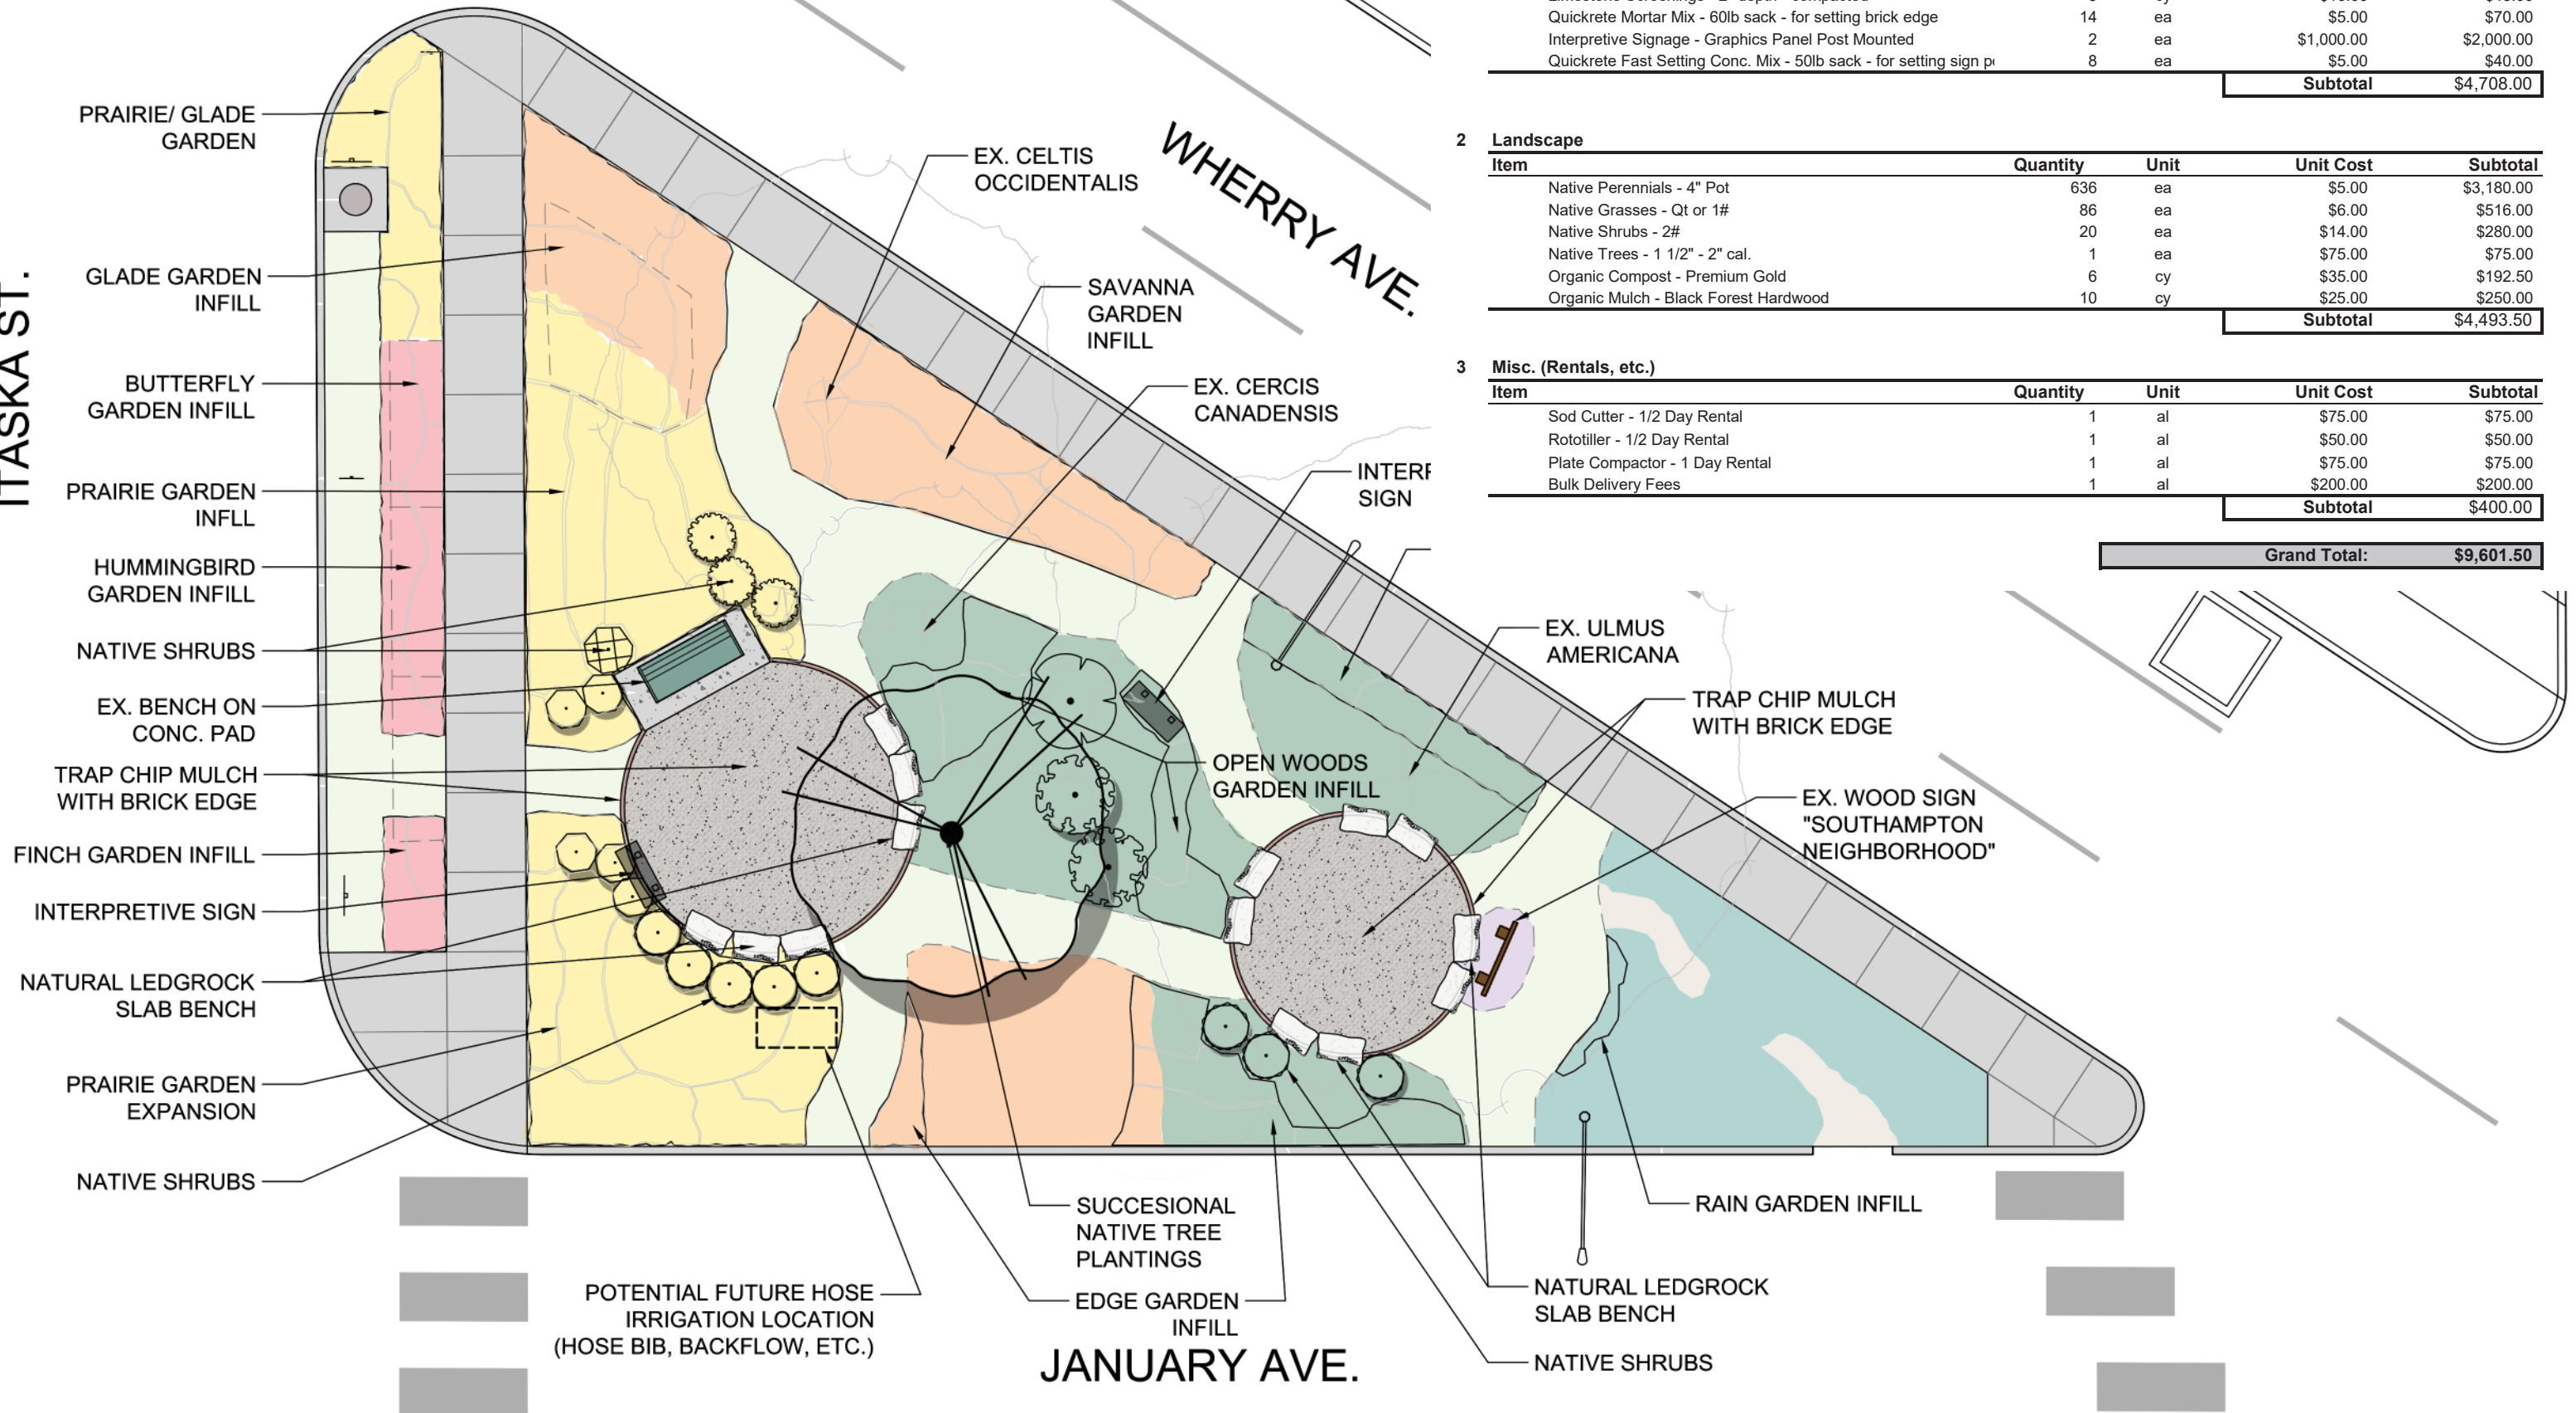 Quickrete Mortar Mix - 60lb sack - for setting brick edge 14 ea $5.00 $70.00
Interpretive Signage - Graphics Panel Post Mounted 2 ea $1,000.00 $2,000.00
Quickrete Fast Setting Conc. Mix - 50lb sack - for setting sign 8 ea $5.00 $40.00
Subtotal $4,708.00
2 Landscape
Item Quantity Unit Unit Cost Subtotal
Native Perennials - 4" Pot 636 ea $5.00 $3,180.00
Native Grasses - Qt or 1# 86 ea $6.00 $516.00
Native Shrubs - 2# 20 ea $14.00 $280.00
Native Trees - 1 1/2" - 2" cal. 1 ea $75.00 $75.00
Organic Compost - Premium Gold 6 cy $35.00 $192.50
Organic Mulch - Black Forest Hardwood 10 cy $25.00 $250.00
Subtotal $4,493.50
3 Misc. (Rentals, etc.)
Item Quantity Unit Unit Cost Subtotal
Sod Cutter - 1/2 Day Rental 1 al $75.00 $75.00
Rototiller - 1/2 Day Rental 1 al $50.00 $50.00
Plate Compactor - 1 Day Rental 1 al $75.00 $75.00
Bulk Delivery Fees 1 al $200.00 $200.00
Subtotal $400.00
Grand Total: $9,601.50
ITASKA ST.
WHERRY AVE.
JANUARY AVE.
PRAIRIE/ GLADE
GARDEN
GLADE GARDEN
INFILL
BUTTERFLY
GARDEN INFILL
PRAIRIE GARDEN
INFLL
HUMMINGBIRD
GARDEN INFILL
NATIVE SHRUBS
EX. BENCH ON
CONC. PAD
TRAP CHIP MULCH
WITH BRICK EDGE
FINCH GARDEN INFILL
INTERPRETIVE SIGN
NATURAL LEDGROCK
SLAB BENCH
PRAIRIE GARDEN
EXPANSION
NATIVE SHRUBS
EX. CELTIS
OCCIDENTALIS
SAVANNA
GARDEN
INFILL
EX. CERCIS
CANADENSIS
SIGN
EX. ULMUS
AMERICANA
TRAP CHIP MULCH
WITH BRICK EDGE
OPEN WOODS
GARDEN INFILL
EX. WOOD SIGN
"SOUTHAMPTON
NEIGHBORHOOD"
RAIN GARDEN INFILL
SUCCESIONAL
NATIVE TREE
PLANTINGS
POTENTIAL FUTURE HOSE
IRRIGATION LOCATION
(HOSE BIB, BACKFLOW, ETC.)
EDGE GARDEN
INFILL
NATURAL LEDGROCK
SLAB BENCH
NATIVE SHRUBS